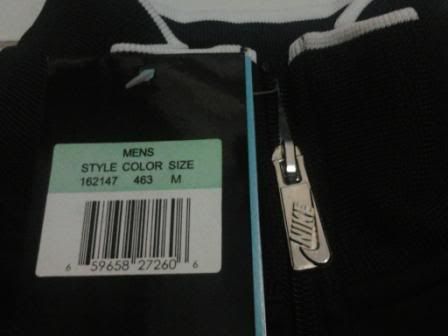 MENS
STYLE COLOR SIZE
162147 463 M
6 59658 27260 6
NIKE